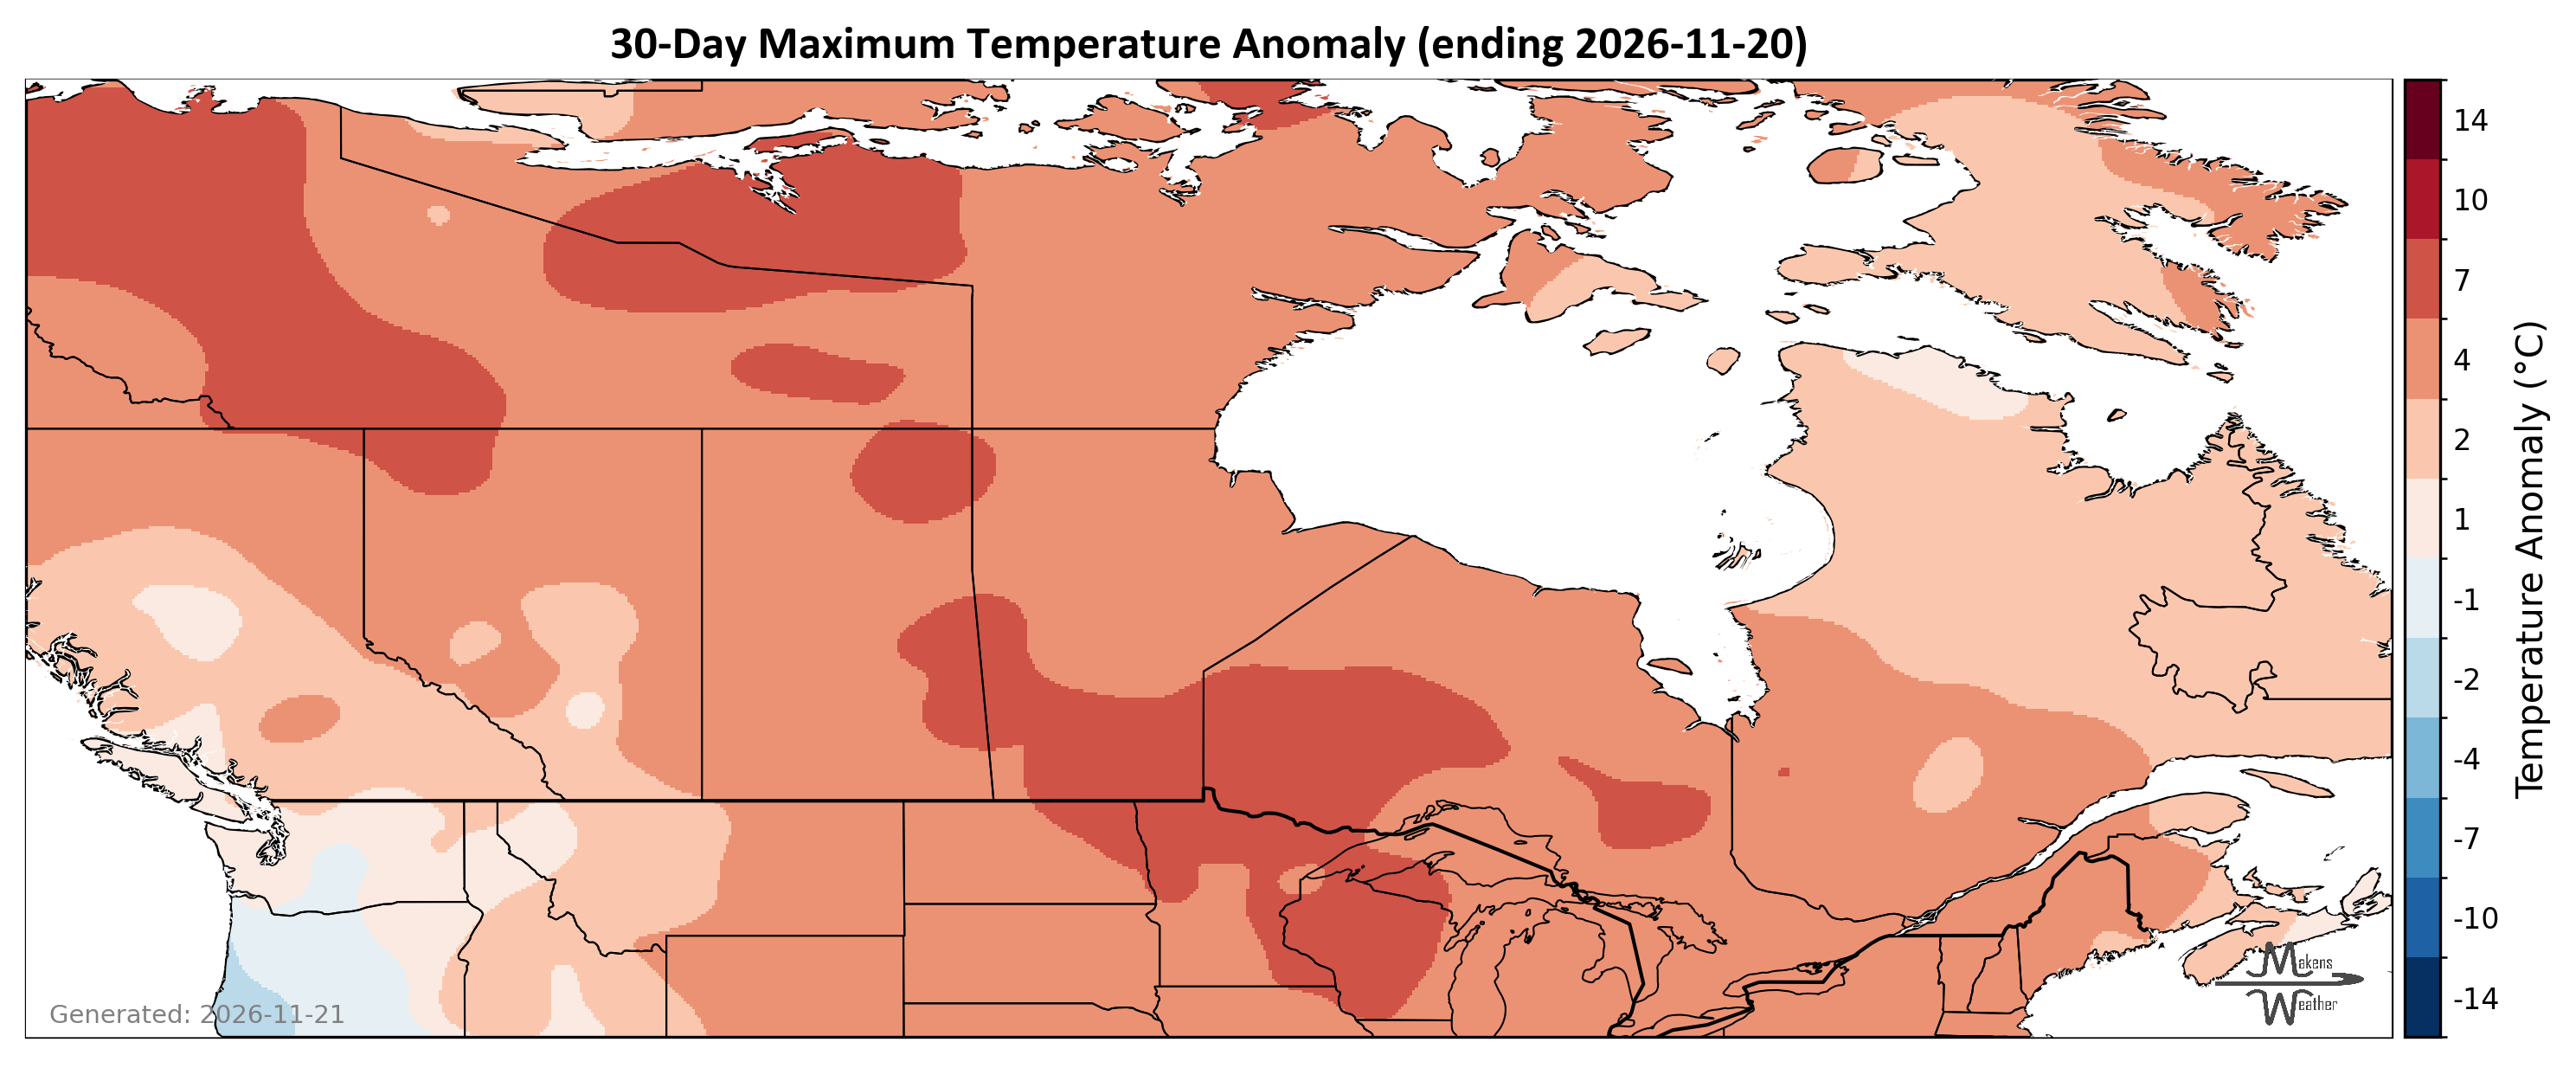 30-Day Maximum Temperature Anomaly (ending 2026-11-20)
14
10
7
4
2
1
-1
-2
-4
-7
-10
-14
Temperature Anomaly (°C)
Makens
Weather
Generated: 2026-11-21